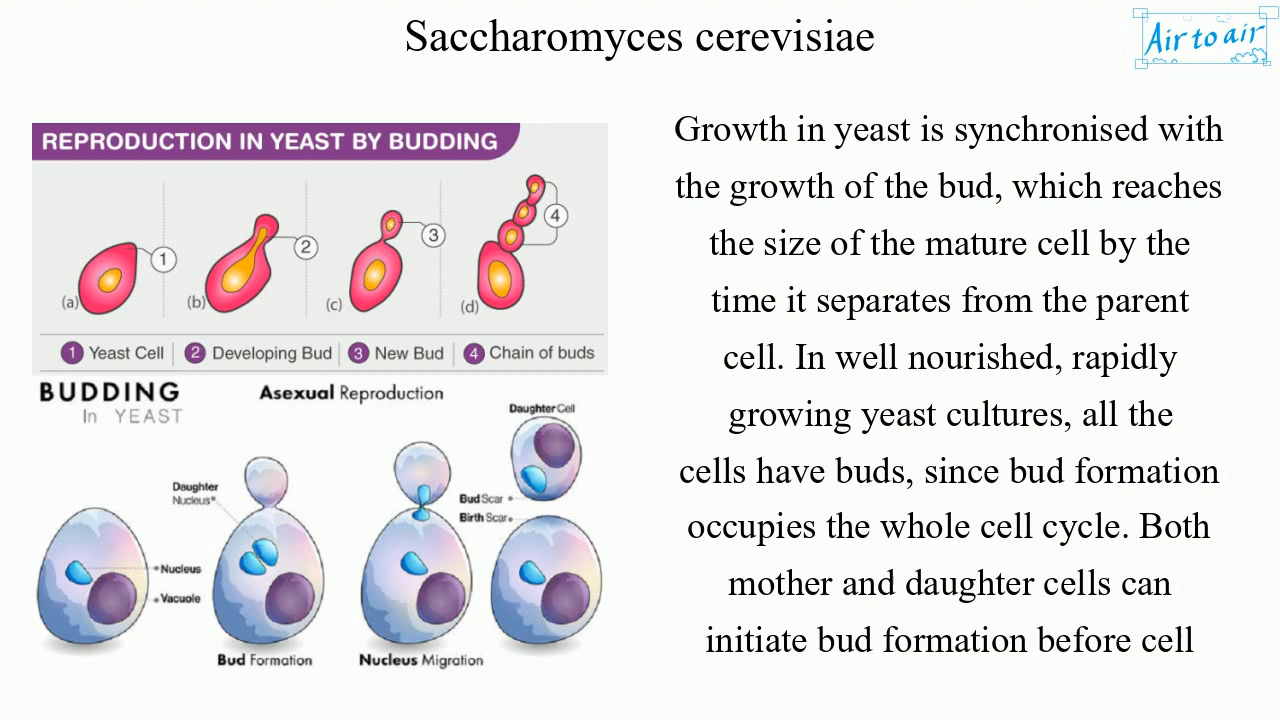 Saccharomyces cerevisiae
Air to air
REPRODUCTION IN YEAST BY BUDDING
1
2
3
4
(a)
(b)
(c)
(d)
1 Yeast Cell
2 Developing Bud
3 New Bud
4 Chain of buds
BUDDING
In YEAST
Asexual Reproduction
Daughter Cell
Daughter
Nucleus
Bud Scar
Birth Scar
Nucleus
Vacuole
Bud Formation
Nucleus Migration
Growth in yeast is synchronised with
the growth of the bud, which reaches
the size of the mature cell by the
time it separates from the parent
cell. In well nourished, rapidly
growing yeast cultures, all the
cells have buds, since bud formation
occupies the whole cell cycle. Both
mother and daughter cells can
initiate bud formation before cell